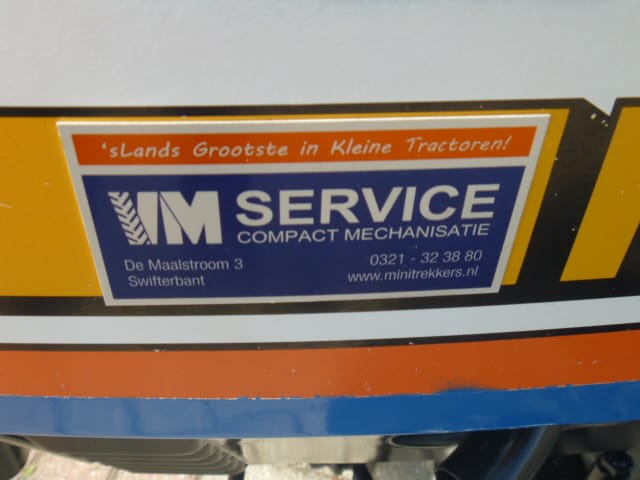 'sLands Grootste in Kleine Tractoren!
VM SERVICE
COMPACT MECHANISATIE
De Maalstroom 3
Swifterbant
0321 - 32 38 80
www.minitrekkers.nl